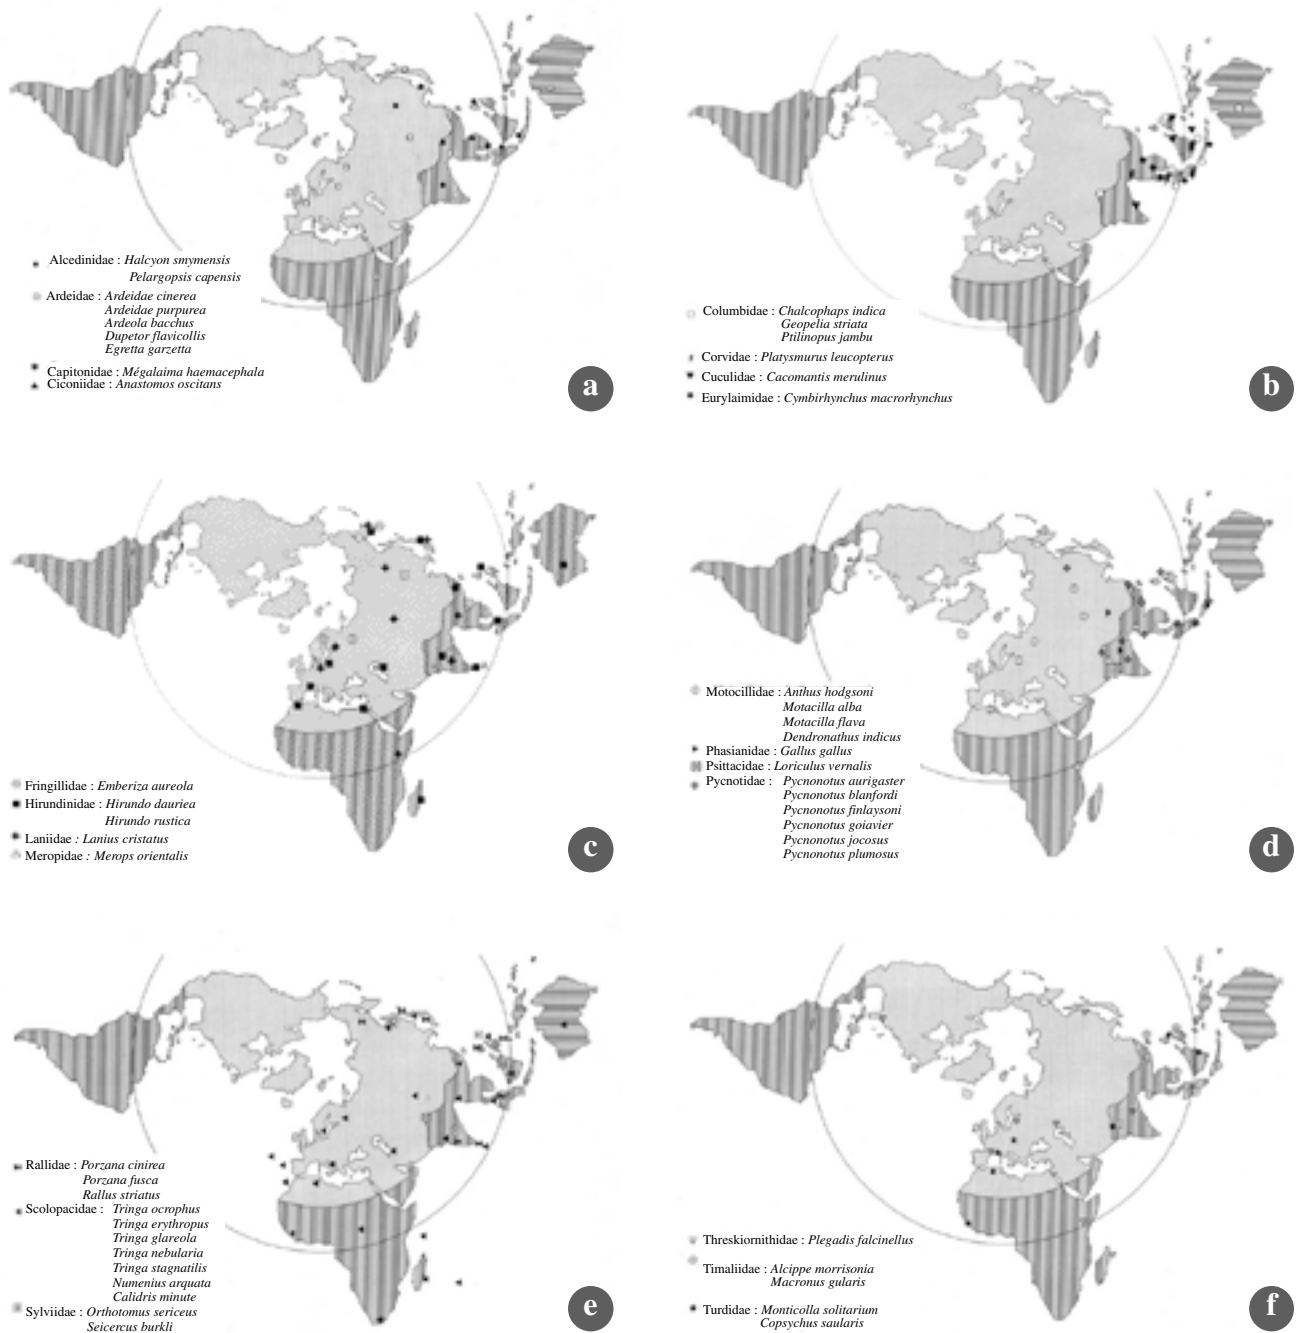 Alcedinidae : Halcyon smymensis
Pelargopsis capensis
Ardeidae : Ardeidae cinerea
Ardeidae purpurea
Ardeola bacchus
Dupetor flavicollis
Egretta garzetta
Capitonidae : Mégalaima haemacephala
Ciconiidae : Anastomos oscitans
a
Columbidae : Chalcophaps indica
Geopelia striata
Ptilinopus jambu
Corvidae : Platysmurus leucopterus
Cuculidae : Cacomantis merulinus
Eurylaimidae : Cymbirhynchus macrorhynchus
b
Fringillidae : Emberiza aureola
Hirundinidae : Hirundo dauriea
Hirundo rustica
Laniidae : Lanius cristatus
Meropidae : Merops orientalis
c
Motocillidae : Anthus hodgsoni
Motacilla alba
Motacilla flava
Dendronathus indicus
Phasianidae : Gallus gallus
Psittacidae : Loriculus vernalis
Pycnotidae : Pycnonotus aurigaster
Pycnonotus blanfordi
Pycnonotus finlaysoni
Pycnonotus goiavier
Pycnonotus jocosus
Pycnonotus plumosus
d
Rallidae : Porzana cinirea
Porzana fusca
Rallus striatus
Scolopacidae : Tringa ocrophus
Tringa erythropus
Tringa glareola
Tringa nebularia
Tringa stagnatilis
Numenius arquata
Calidris minute
Sylviidae : Orthotomus sericeus
Seicercus burkli
e
Threskiornithidae : Plegadis falcinellus
Timaliidae : Alcippe morrisonia
Macronus gularis
Turdidae : Monticolla solitarium
Copsychus saularis
f